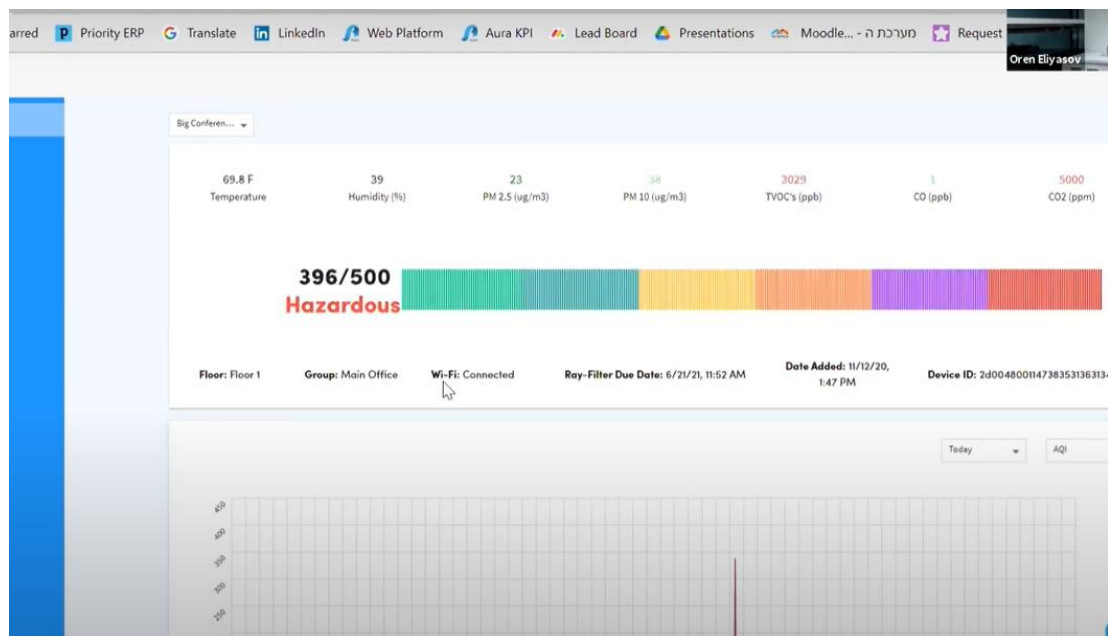 arred Priority ERP Translate LinkedIn Web Platform Aura KPI Lead Board Presentations Moodle... - מערכת ה Request
Oren Eliyasov
Big Conferen...
69.8 F 39 23 38 3029 1 5000
Temperature Humidity (%) PM 2.5 (ug/m3) PM 10 (ug/m3) TVOC's (ppb) CO (ppb) CO2 (ppm)
396/500
Hazardous
Floor: Floor 1 Group: Main Office Wi-Fi: Connected Ray-Filter Due Date: 6/21/21, 11:52 AM Date Added: 11/12/20, 1:47 PM Device ID:
Today AQI
450
400
350
300
250